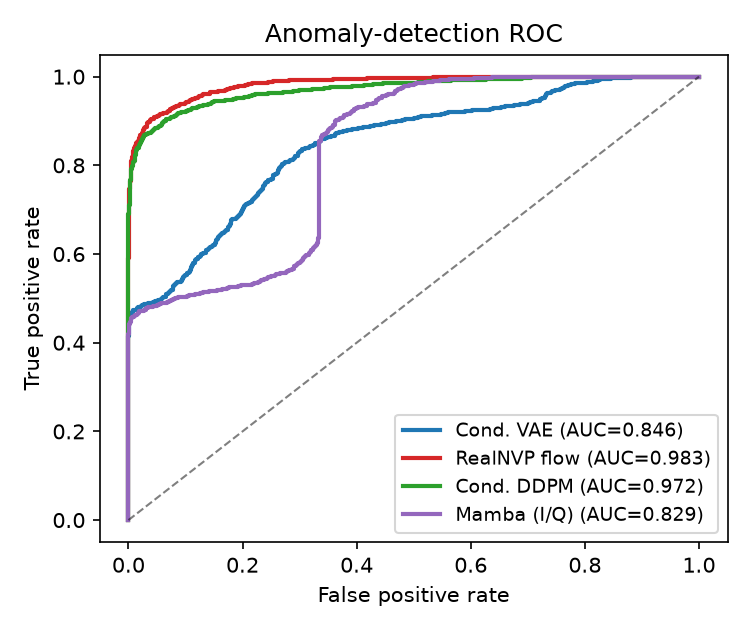 Anomaly-detection ROC
1.0
0.8
0.6
0.4
0.2
0.0
True positive rate
Cond. VAE (AUC=0.846)
RealNVP flow (AUC=0.983)
Cond. DDPM (AUC=0.972)
Mamba (I/Q) (AUC=0.829)
0.0 0.2 0.4 0.6 0.8 1.0
False positive rate